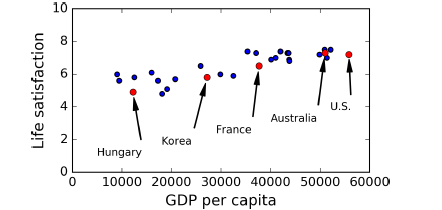 Life satisfaction
10
8
6
4
2
0
Hungary
Korea
France
Australia
U.S.
0 10000 20000 30000 40000 50000 60000
GDP per capita